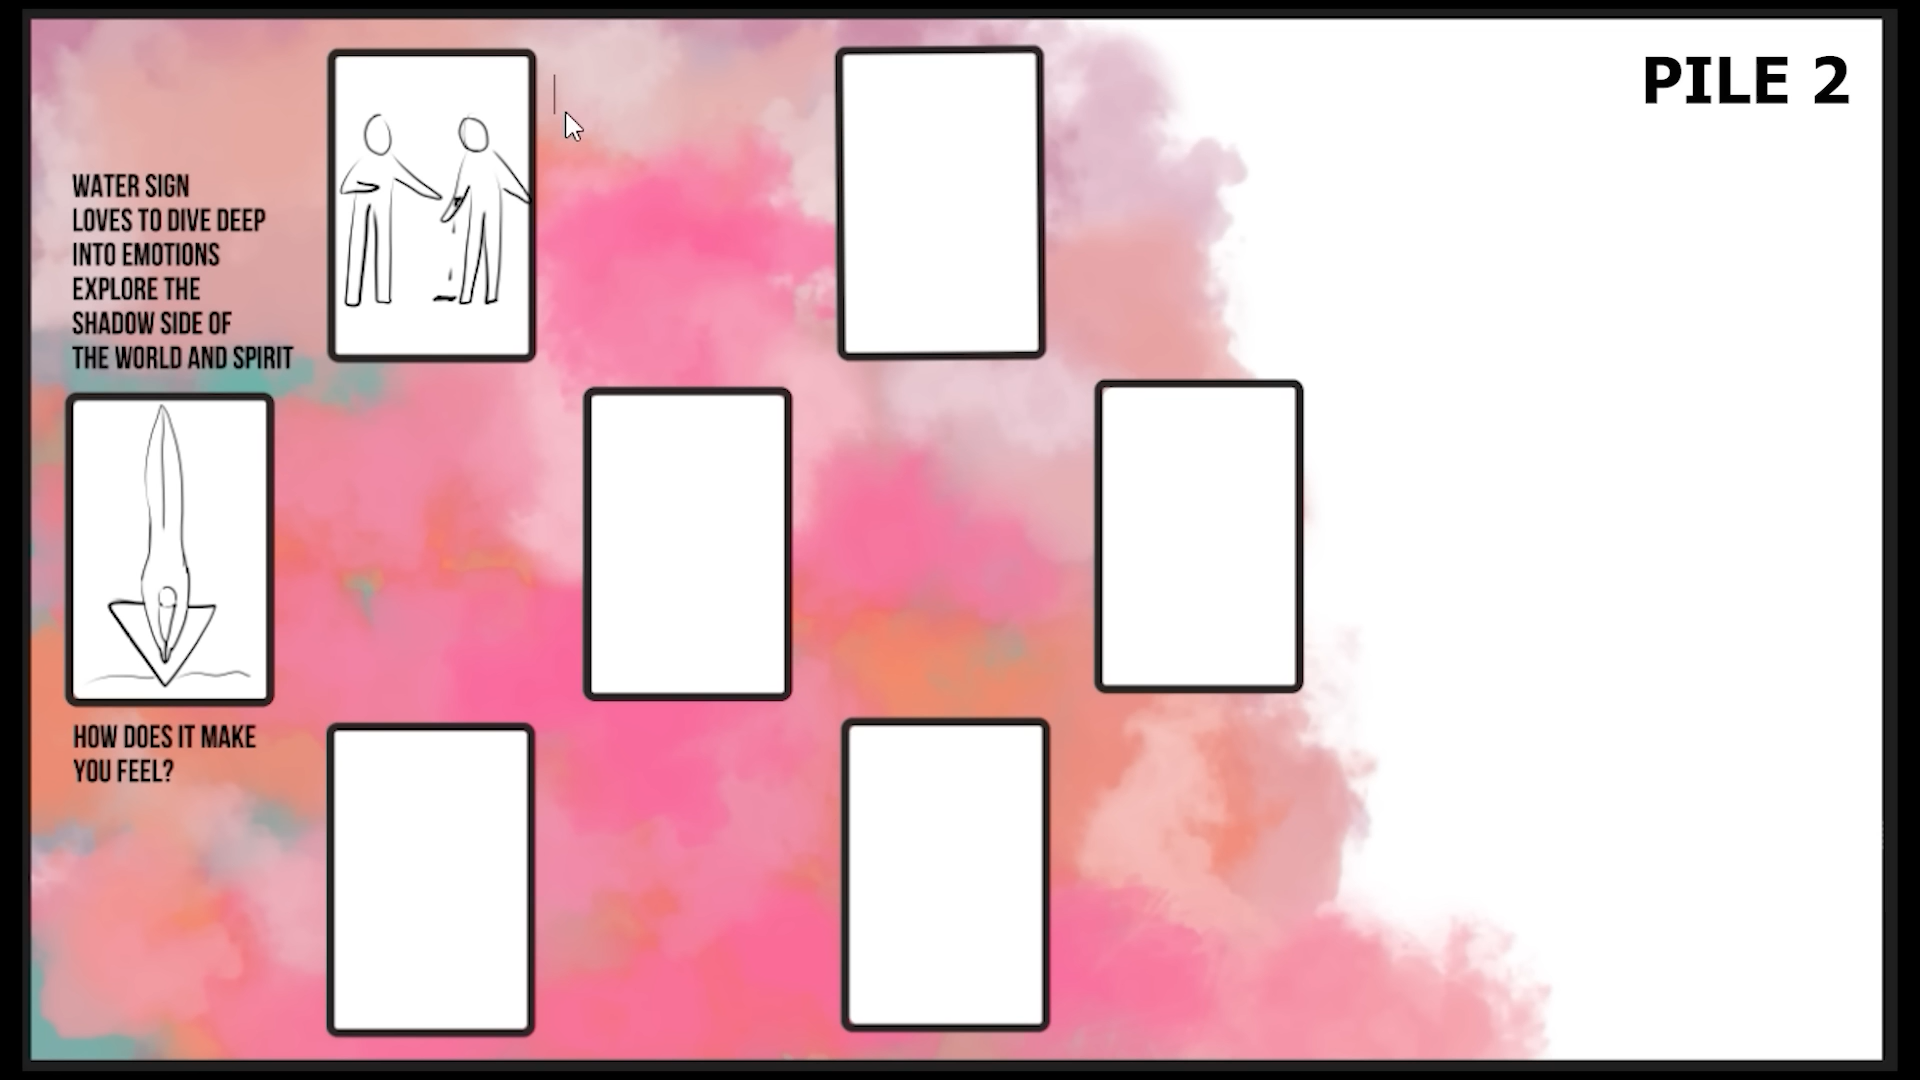 PILE 2
WATER SIGN
LOVES TO DIVE DEEP
INTO EMOTIONS
EXPLORE THE
SHADOW SIDE OF
THE WORLD AND SPIRIT
HOW DOES IT MAKE
YOU FEEL?